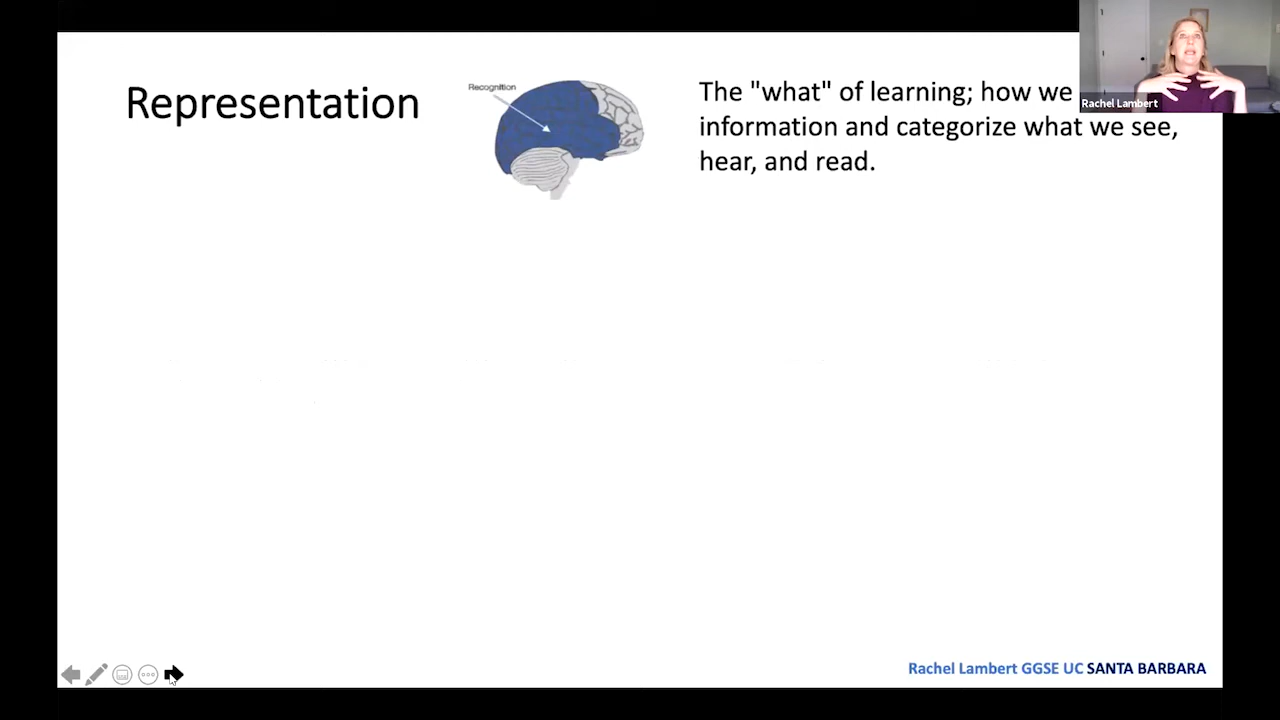 Representation
Recognition
The "what" of learning; how we
information and categorize what we see,
hear, and read.
Rachel Lambert
Rachel Lambert GGSE UC SANTA BARBARA